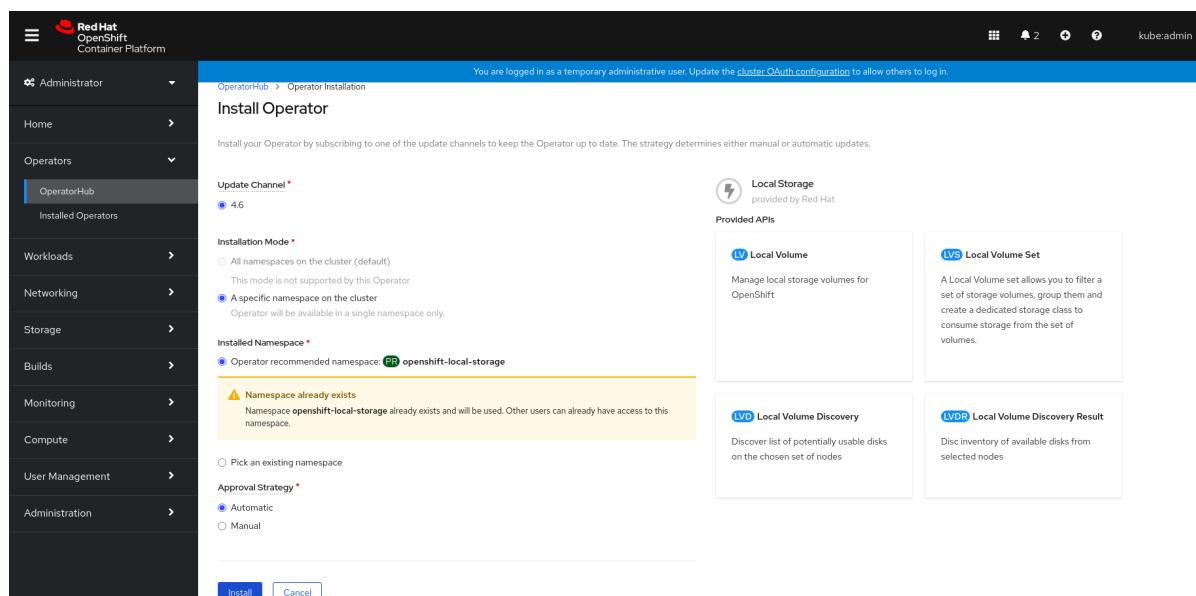 Red Hat
OpenShift
Container Platform
2
kube:admin
Administrator
Home
Operators
OperatorHub
Installed Operators
Workloads
Networking
Storage
Builds
Monitoring
Compute
User Management
Administration
You are logged in as a temporary administrative user. Update the cluster OAuth configuration to allow others to log in.
OperatorHub > Operator Installation
Install Operator
Install your Operator by subscribing to one of the update channels to keep the Operator up to date. The strategy determines either manual or automatic updates.
Update Channel *
4.6
Installation Mode *
All namespaces on the cluster (default)
This mode is not supported by this Operator
A specific namespace on the cluster
Operator will be available in a single namespace only.
Installed Namespace *
Operator recommended namespace: PR openshift-local-storage
Namespace already exists
Namespace openshift-local-storage already exists and will be used. Other users can already have access to this
namespace.
Pick an existing namespace
Approval Strategy *
Automatic
Manual
Install Cancel
Local Storage
provided by Red Hat
Provided APIs
LV Local Volume
Manage local storage volumes for
OpenShift
LVS Local Volume Set
A Local Volume set allows you to filter a
set of storage volumes, group them and
create a dedicated storage class to
consume storage from the set of
volumes.
LVD Local Volume Discovery
Discover list of potentially usable disks
on the chosen set of nodes
LVDR Local Volume Discovery Result
Disc inventory of available disks from
selected nodes